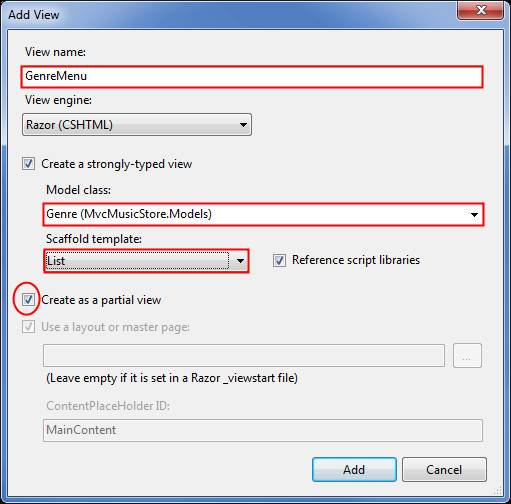 Add View
View name:
GenreMenu
View engine:
Razor (CSHTML)
Create a strongly-typed view
Model class:
Genre (MvcMusicStore.Models)
Scaffold template:
List
Reference script libraries
Create as a partial view
Use a layout or master page:
...
(Leave empty if it is set in a Razor _viewstart file)
ContentPlaceHolder ID:
MainContent
Add Cancel